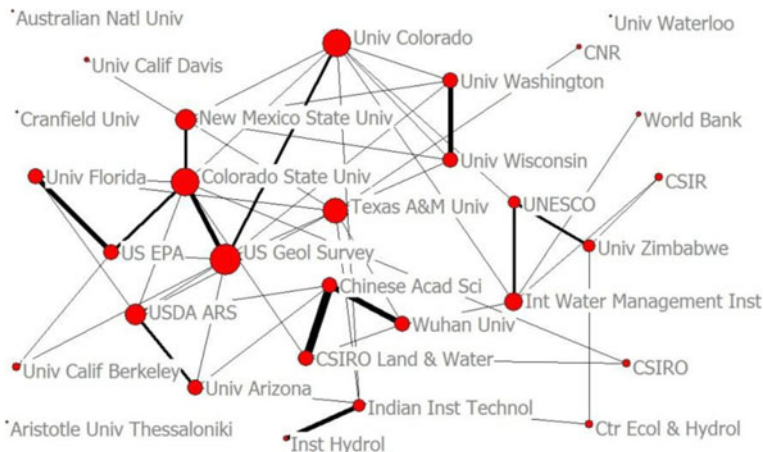 Australian Natl Univ
Univ Waterloo
Univ Colorado
CNR
Univ Calif Davis
Univ Washington
Cranfield Univ
New Mexico State Univ
World Bank
Univ Wisconsin
Univ Florida
Colorado State Univ
CSIR
Texas A&M Univ
UNESCO
US EPA
US Geol Survey
Univ Zimbabwe
Chinese Acad Sci
USDA ARS
Int Water Management Inst
Wuhan Univ
CSIRO Land & Water
CSIRO
Univ Calif Berkeley
Univ Arizona
Indian Inst Technol
Aristotle Univ Thessaloniki
Ctr Ecol & Hydrol
Inst Hydrol